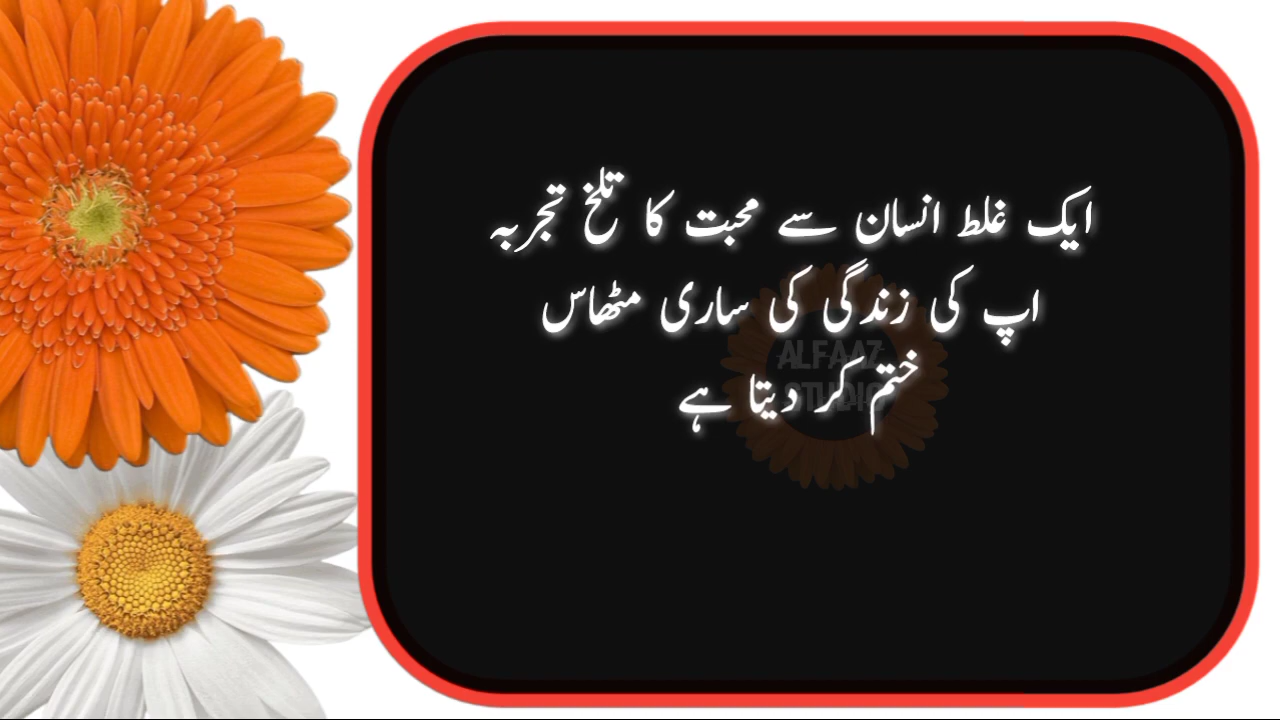 ایک غلط انسان سے محبت کا تلخ تجربہ
اپ کی زندگی کی ساری مٹھاس
ختم کر دیتا ہے
ALFAAZ
STUDIO